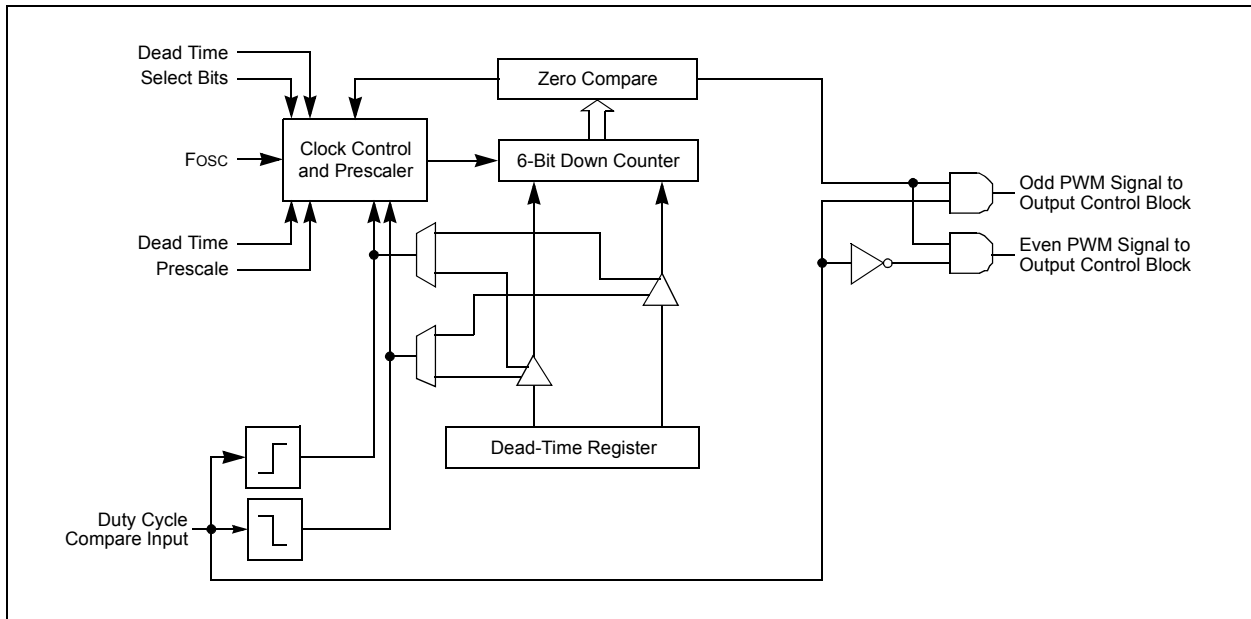 Dead Time
Select Bits
Zero Compare
Clock Control
and Prescaler
6-Bit Down Counter
FOSC
Odd PWM Signal to
Output Control Block
Dead Time
Prescale
Even PWM Signal to
Output Control Block
Dead-Time Register
Duty Cycle
Compare Input